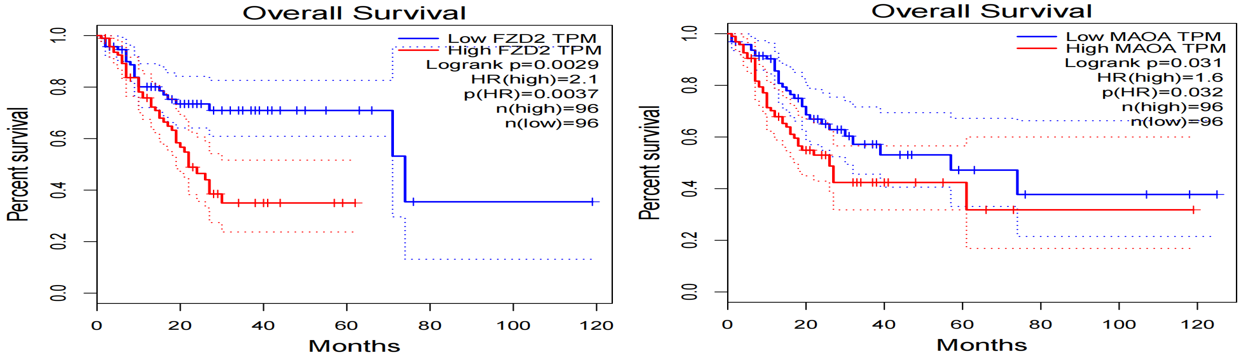 Overall Survival
Low FZD2 TPM
High FZD2 TPM
Logrank p=0.0029
HR(high)=2.1
p(HR)=0.0037
n(high)=96
n(low)=96
Percent survival
1.0
0.8
0.6
0.4
0.2
0.0
0 20 40 60 80 100 120
Months
Overall Survival
Low MAOA TPM
High MAOA TPM
Logrank p=0.031
HR(high)=1.6
p(HR)=0.032
n(high)=96
n(low)=96
Percent survival
1.0
0.8
0.6
0.4
0.2
0.0
0 20 40 60 80 100 120
Months